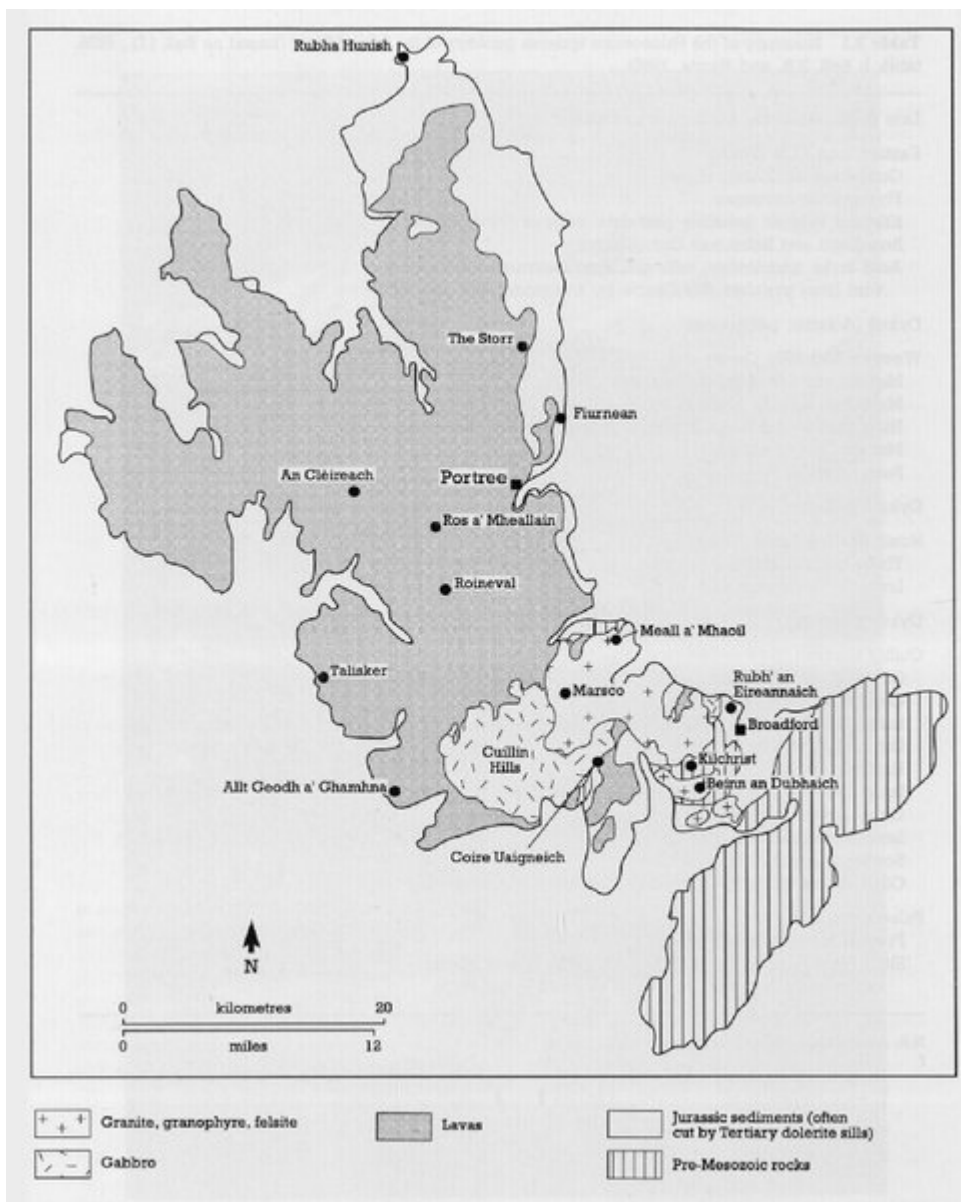 Rubha Hunish
The Storr
Fiurnean
An Clèireach
Portree
Ros a' Mheallain
Roineval
Meall a' Mhaoil
Talisker
Marsco
Rubh' an
Eireannaich
Broadford
Cuillin
Hills
Kilchrist
Allt Geodh a' Ghamhna
Beinn an Dubhaich
Coire Uaigneich
N
0 kilometres 20
0 miles 12
Granite, granophyre, felsite
Lavas
Jurassic sediments (often
cut by Tertiary dolerite sills)
Gabbro
Pre-Mesozoic rocks